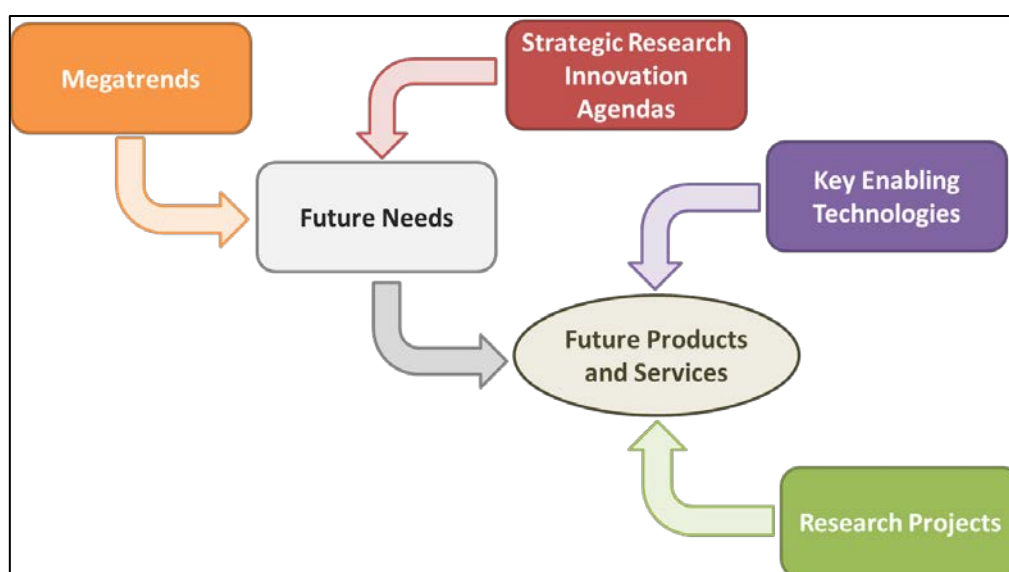 Megatrends
Strategic Research
Innovation
Agendas
Future Needs
Key Enabling
Technologies
Future Products
and Services
Research Projects